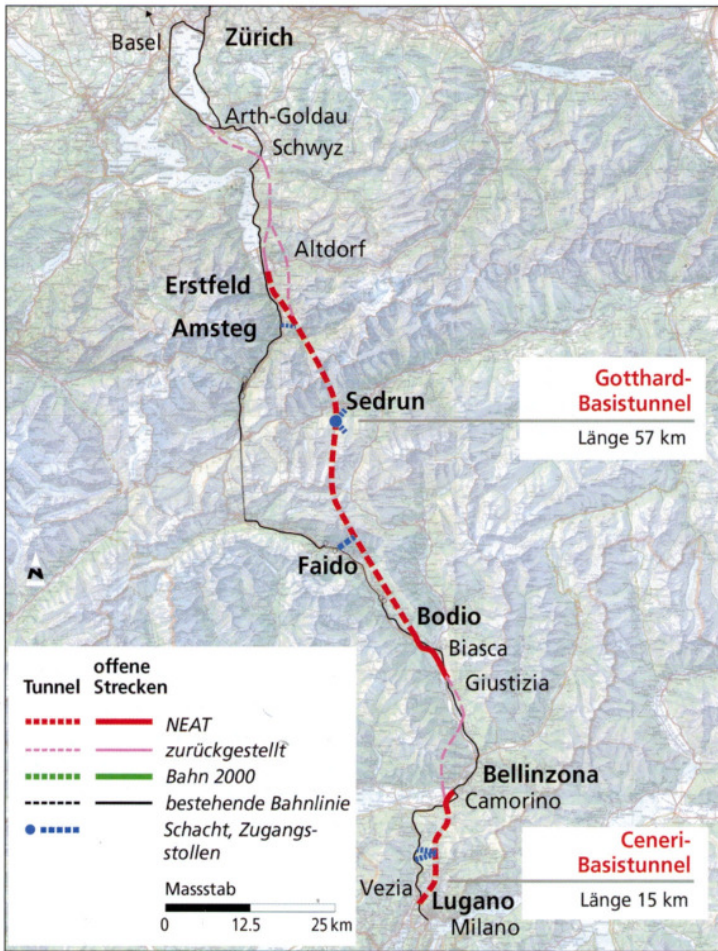 Basel
Zürich
Arth-Goldau
Schwyz
Altdorf
Erstfeld
Amsteg
Sedrun
Gotthard-
Basistunnel
Länge 57 km
N
Faido
Bodio
Biasca
Giustizia
Bellinzona
Camorino
Ceneri-
Basistunnel
Länge 15 km
Vezia
Lugano
Milano
offene
Tunnel Strecken
NEAT
zurückgestellt
Bahn 2000
bestehende Bahnlinie
Schacht, Zugangs-
stollen
Massstab
0 12.5 25 km